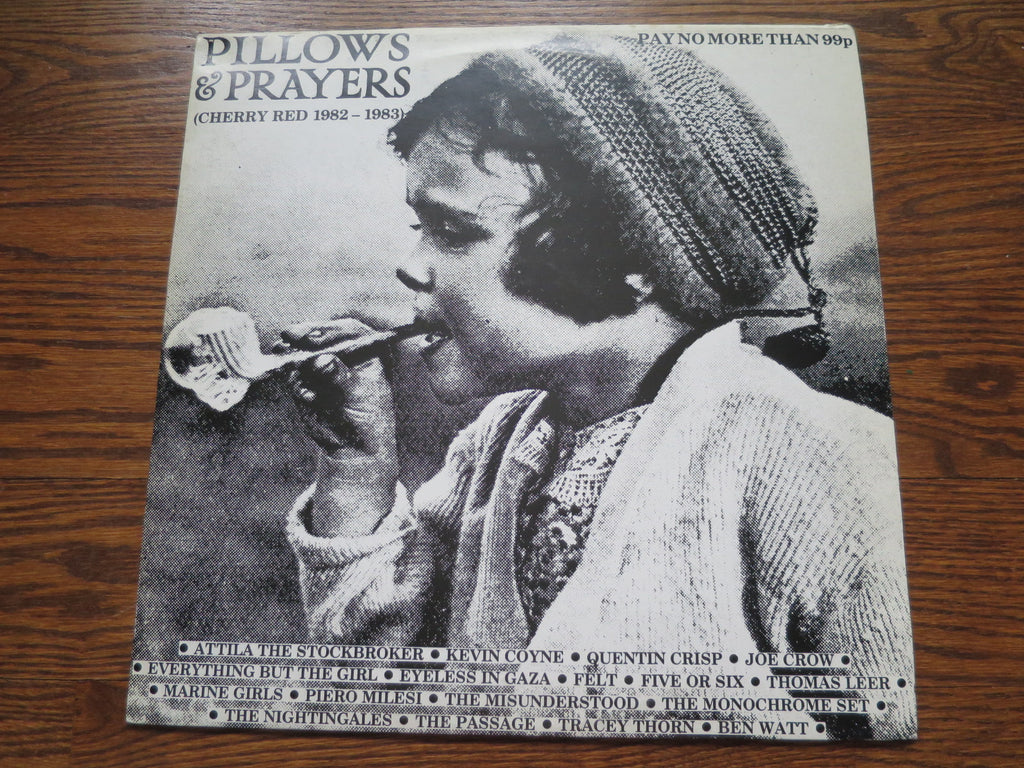 PILLOWS
& PRAYERS
(CHERRY RED 1982 – 1983)
PAY NO MORE THAN 99p
• ATTILA THE STOCKBROKER • KEVIN COYNE • QUENTIN CRISP • JOE CROW •
• EVERYTHING BUT THE GIRL • EYELESS IN GAZA • FELT • FIVE OR SIX • THOMAS LEER •
• MARINE GIRLS • PIERO MILESI • THE MISUNDERSTOOD • THE MONOCHROME SET •
• THE NIGHTINGALES • THE PASSAGE • TRACEY THORN • BEN WATT •